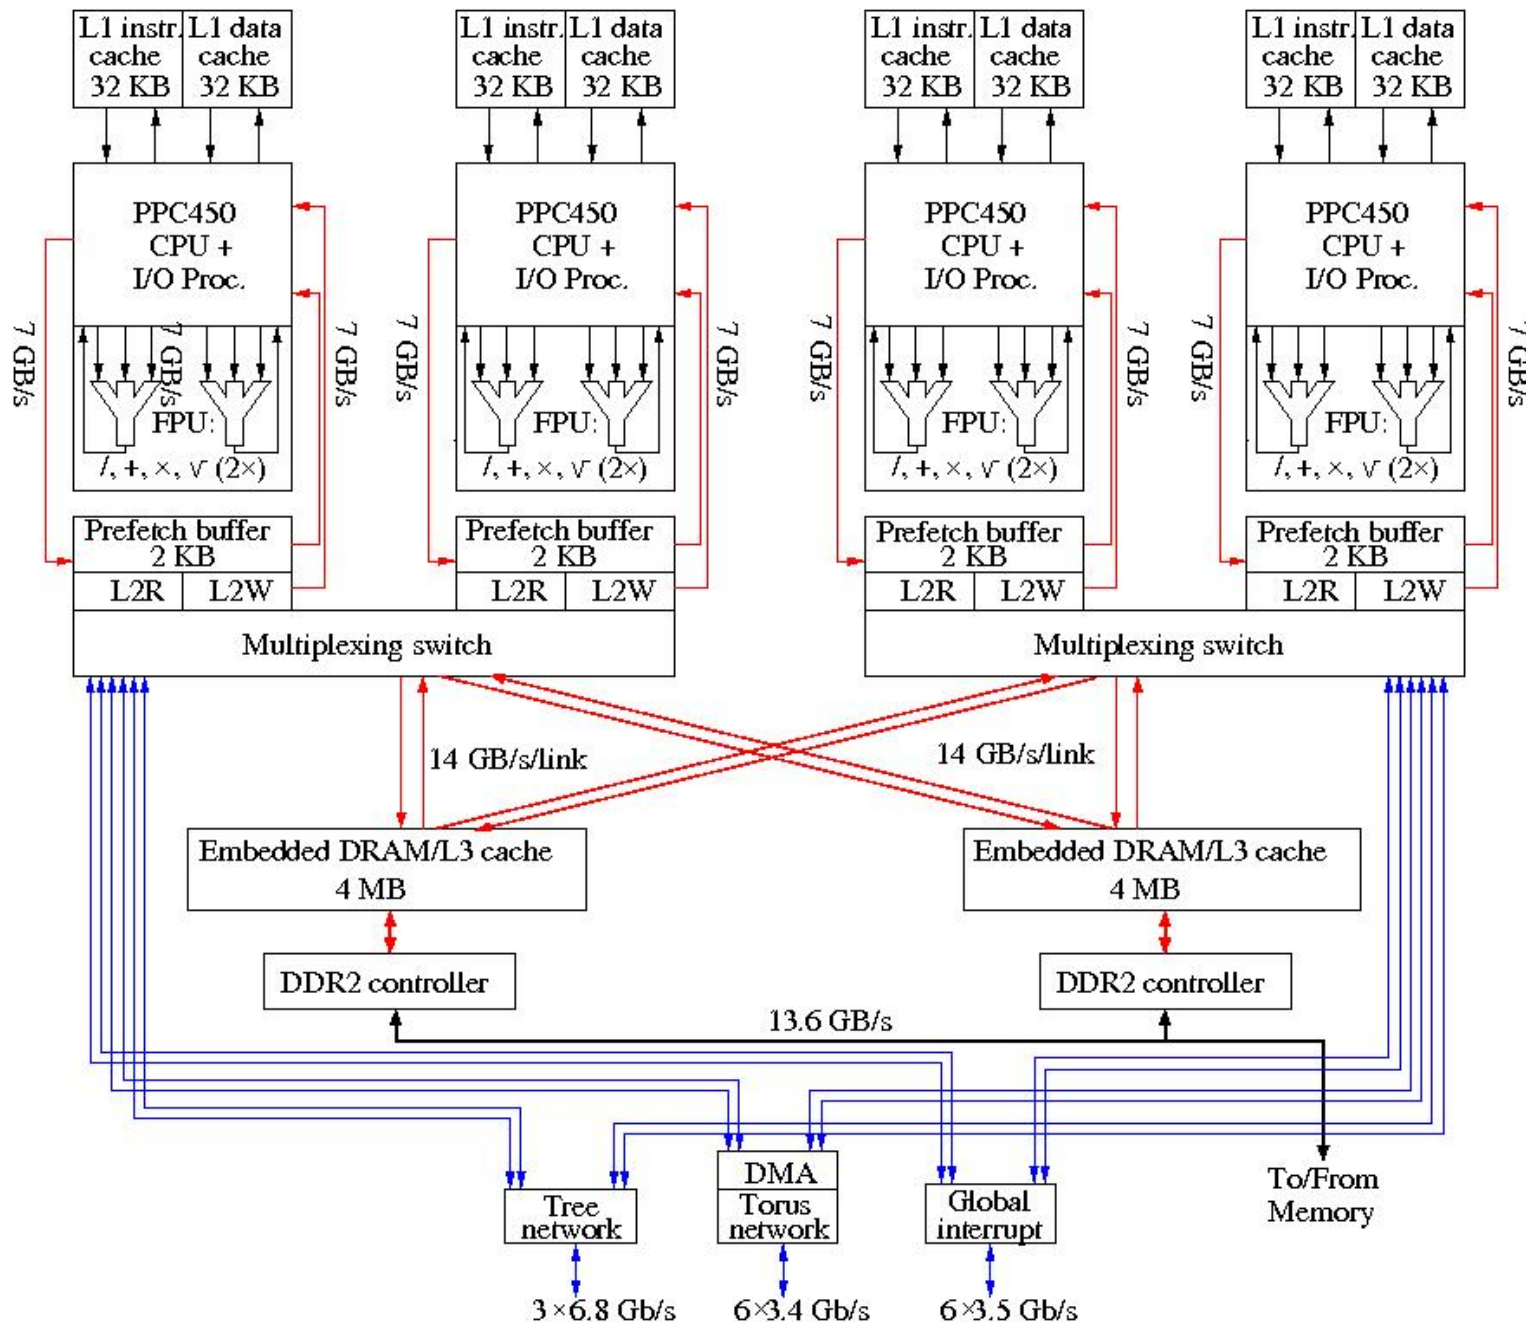 L1 instr. L1 data L1 instr. L1 data L1 instr. L1 data L1 instr. L1 data
cache cache cache cache cache cache cache cache
32 KB 32 KB 32 KB 32 KB 32 KB 32 KB 32 KB 32 KB
PPC450 PPC450 PPC450 PPC450
CPU + CPU + CPU + CPU +
I/O Proc. I/O Proc. I/O Proc. I/O Proc.
7 GB/s 7 GB/s 7 GB/s 7 GB/s 7 GB/s 7 GB/s 7 GB/s 7 GB/s 7 GB/s
FPU: FPU: FPU: FPU:
/, +, ×, √ (2×) /, +, ×, √ (2×) /, +, ×, √ (2×) /, +, ×, √ (2×)
Prefetch buffer Prefetch buffer Prefetch buffer Prefetch buffer
2 KB 2 KB 2 KB 2 KB
L2R L2W L2R L2W L2R L2W L2R L2W
Multiplexing switch Multiplexing switch
14 GB/s/link 14 GB/s/link
Embedded DRAM/L3 cache Embedded DRAM/L3 cache
4 MB 4 MB
DDR2 controller DDR2 controller
13.6 GB/s
DMA
To/From
Memory
Tree Torus Global
network network interrupt
3×6.8 Gb/s 6×3.4 Gb/s 6×3.5 Gb/s